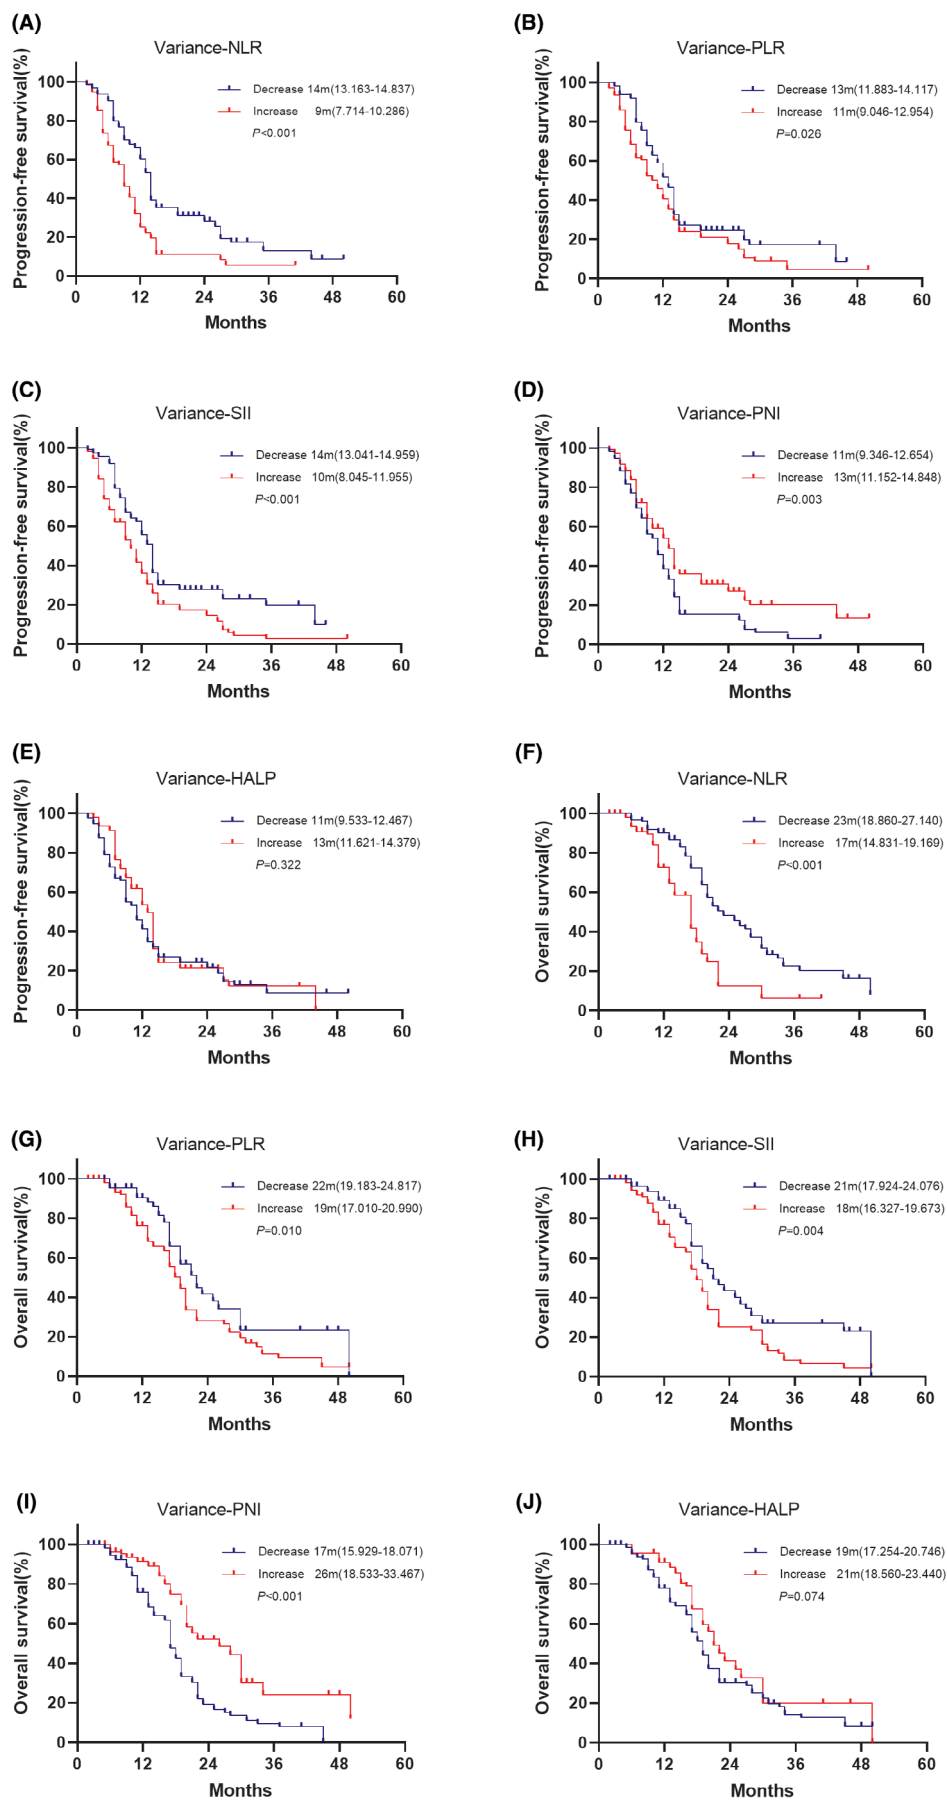 (A)
Variance-NLR
Progression-free survival(%)
100
80
60
40
20
0
Decrease 14m(13.163-14.837)
Increase 9m(7.714-10.286)
P<0.001
0 12 24 36 48 60
Months
(B)
Variance-PLR
Progression-free survival(%)
100
80
60
40
20
0
Decrease 13m(11.883-14.117)
Increase 11m(9.046-12.954)
P=0.026
0 12 24 36 48 60
Months
(C)
Variance-SII
Progression-free survival(%)
100
80
60
40
20
0
Decrease 14m(13.041-14.959)
Increase 10m(8.045-11.955)
P<0.001
0 12 24 36 48 60
Months
(D)
Variance-PNI
Progression-free survival(%)
100
80
60
40
20
0
Decrease 11m(9.346-12.654)
Increase 13m(11.152-14.848)
P=0.003
0 12 24 36 48 60
Months
(E)
Variance-HALP
Progression-free survival(%)
100
80
60
40
20
0
Decrease 11m(9.533-12.467)
Increase 13m(11.621-14.379)
P=0.322
0 12 24 36 48 60
Months
(F)
Variance-NLR
Overall survival(%)
100
80
60
40
20
0
Decrease 23m(18.860-27.140)
Increase 17m(14.831-19.169)
P<0.001
0 12 24 36 48 60
Months
(G)
Variance-PLR
Overall survival(%)
100
80
60
40
20
0
Decrease 22m(19.183-24.817)
Increase 19m(17.010-20.990)
P=0.010
0 12 24 36 48 60
Months
(H)
Variance-SII
Overall survival(%)
100
80
60
40
20
0
Decrease 21m(17.924-24.076)
Increase 18m(16.327-19.673)
P=0.004
0 12 24 36 48 60
Months
(I)
Variance-PNI
Overall survival(%)
100
80
60
40
20
0
Decrease 17m(15.929-18.071)
Increase 26m(18.533-33.467)
P<0.001
0 12 24 36 48 60
Months
(J)
Variance-HALP
Overall survival(%)
100
80
60
40
20
0
Decrease 19m(17.254-20.746)
Increase 21m(18.560-23.440)
P=0.074
0 12 24 36 48 60
Months